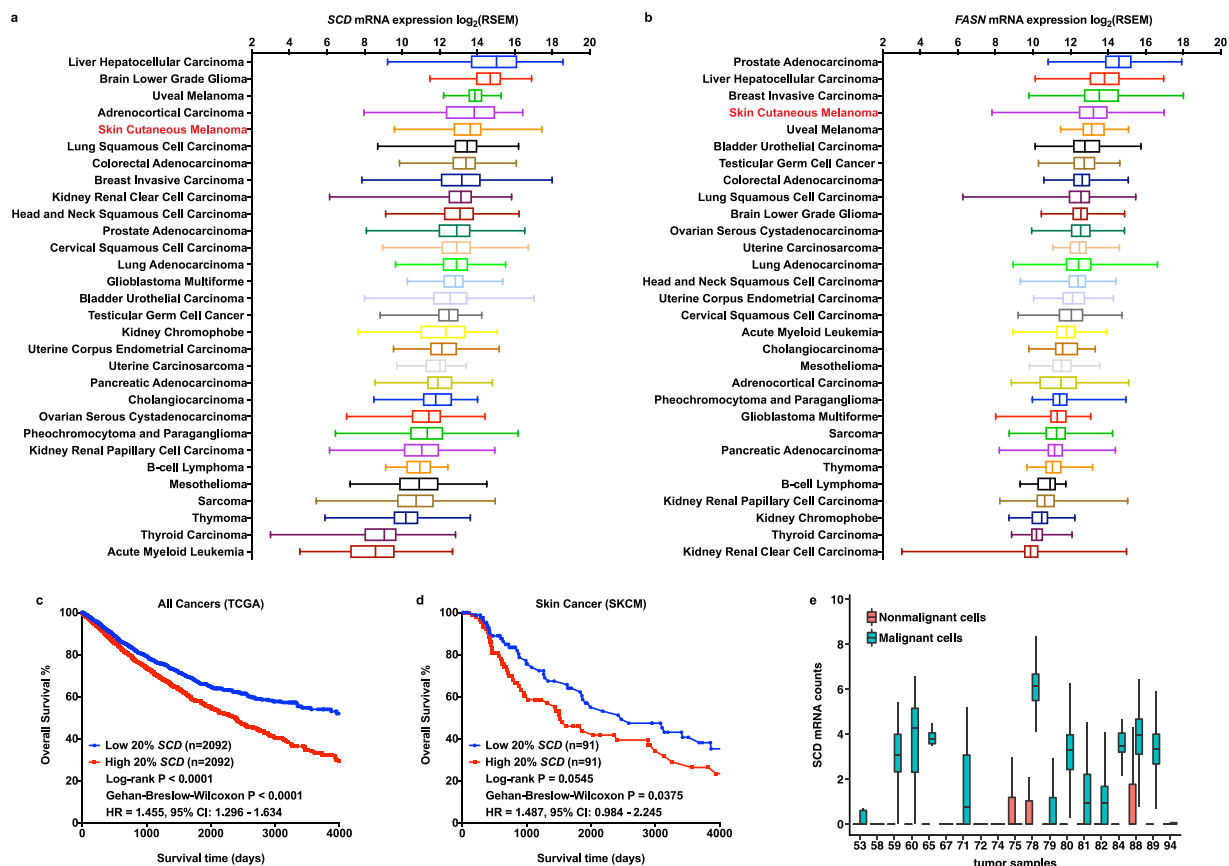 a
SCD mRNA expression log2(RSEM)
2 4 6 8 10 12 14 16 18 20
Liver Hepatocellular Carcinoma
Brain Lower Grade Glioma
Uveal Melanoma
Adrenocortical Carcinoma
Skin Cutaneous Melanoma
Lung Squamous Cell Carcinoma
Colorectal Adenocarcinoma
Breast Invasive Carcinoma
Kidney Renal Clear Cell Carcinoma
Head and Neck Squamous Cell Carcinoma
Prostate Adenocarcinoma
Cervical Squamous Cell Carcinoma
Lung Adenocarcinoma
Glioblastoma Multiforme
Bladder Urothelial Carcinoma
Testicular Germ Cell Cancer
Kidney Chromophobe
Uterine Corpus Endometrial Carcinoma
Uterine Carcinosarcoma
Pancreatic Adenocarcinoma
Cholangiocarcinoma
Ovarian Serous Cystadenocarcinoma
Pheochromocytoma and Paraganglioma
Kidney Renal Papillary Cell Carcinoma
B-cell Lymphoma
Mesothelioma
Sarcoma
Thymoma
Thyroid Carcinoma
Acute Myeloid Leukemia
b
FASN mRNA expression log2(RSEM)
2 4 6 8 10 12 14 16 18 20
Prostate Adenocarcinoma
Liver Hepatocellular Carcinoma
Breast Invasive Carcinoma
Skin Cutaneous Melanoma
Uveal Melanoma
Bladder Urothelial Carcinoma
Testicular Germ Cell Cancer
Colorectal Adenocarcinoma
Lung Squamous Cell Carcinoma
Brain Lower Grade Glioma
Ovarian Serous Cystadenocarcinoma
Uterine Carcinosarcoma
Lung Adenocarcinoma
Head and Neck Squamous Cell Carcinoma
Uterine Corpus Endometrial Carcinoma
Cervical Squamous Cell Carcinoma
Acute Myeloid Leukemia
Cholangiocarcinoma
Mesothelioma
Adrenocortical Carcinoma
Pheochromocytoma and Paraganglioma
Glioblastoma Multiforme
Sarcoma
Pancreatic Adenocarcinoma
Thymoma
B-cell Lymphoma
Kidney Renal Papillary Cell Carcinoma
Kidney Chromophobe
Thyroid Carcinoma
Kidney Renal Clear Cell Carcinoma
c
All Cancers (TCGA)
Overall Survival %
100
80
60
40
20
0
Low 20% SCD (n=2092)
High 20% SCD (n=2092)
Log-rank P < 0.0001
Gehan-Breslow-Wilcoxon P < 0.0001
HR = 1.455, 95% CI: 1.296 - 1.634
0 1000 2000 3000 4000
Survival time (days)
d
Skin Cancer (SKCM)
Overall Survival %
100
80
60
40
20
0
Low 20% SCD (n=91)
High 20% SCD (n=91)
Log-rank P = 0.0545
Gehan-Breslow-Wilcoxon P = 0.0375
HR = 1.487, 95% CI: 0.984 - 2.245
0 1000 2000 3000 4000
Survival time (days)
e
SCD mRNA counts
10
8
6
4
2
0
Nonmalignant cells
Malignant cells
53 58 59 60 65 67 71 72 74 75 78 79 80 81 82 84 88 89 94
tumor samples